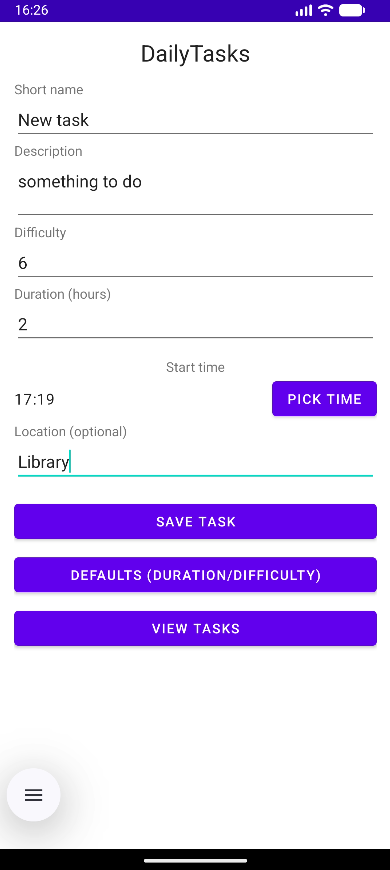 16:26
DailyTasks
Short name
New task
Description
something to do
Difficulty
6
Duration (hours)
2
Start time
17:19
PICK TIME
Location (optional)
Library
SAVE TASK
DEFAULTS (DURATION/DIFFICULTY)
VIEW TASKS